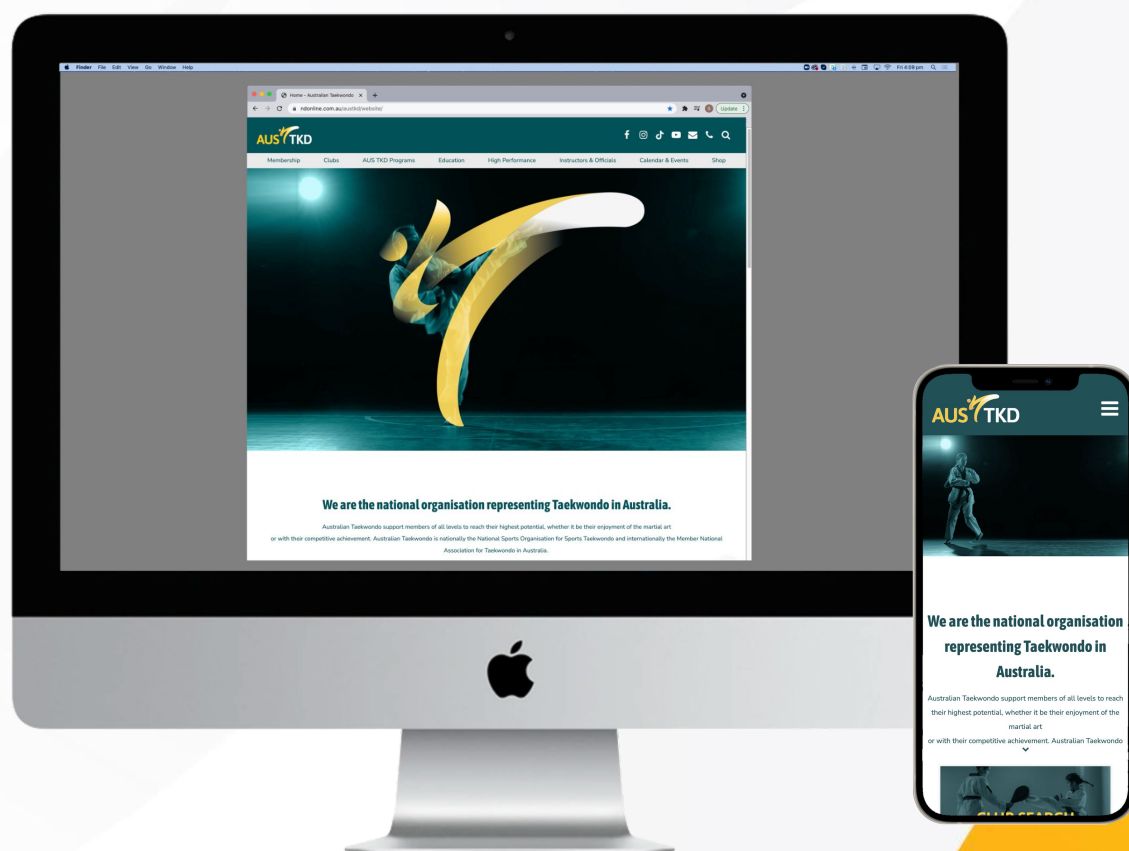 Finder File Edit View Go Window Help
Fri 4:09 pm
Home - Australian Taekwondo
ndonline.com.au/austkd/website/
Update
AUS TKD
Membership Clubs AUS TKD Programs Education High Performance Instructors & Officials Calendar & Events Shop
We are the national organisation representing Taekwondo in Australia.
Australian Taekwondo support members of all levels to reach their highest potential, whether it be their enjoyment of the martial art
or with their competitive achievement. Australian Taekwondo is nationally the National Sports Organisation for Sports Taekwondo and internationally the Member National
Association for Taekwondo in Australia.
AUS TKD
We are the national organisation
representing Taekwondo in
Australia.
Australian Taekwondo support members of all levels to reach
their highest potential, whether it be their enjoyment of the
martial art
or with their competitive achievement. Australian Taekwondo
CLUB SEARCH